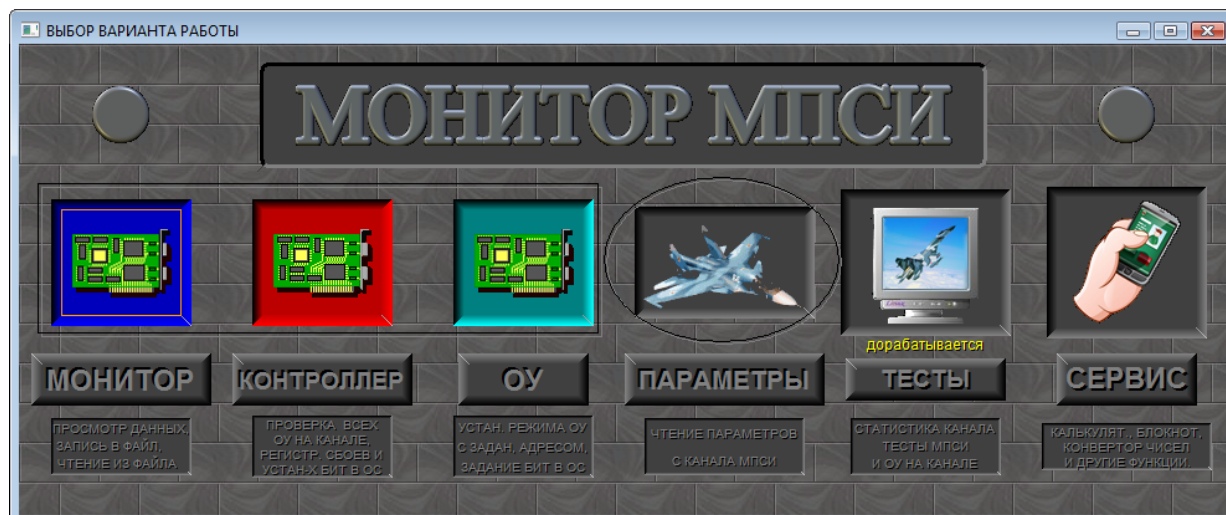 ВЫБОР ВАРИАНТА РАБОТЫ
МОНИТОР МПСИ
дорабатывается
МОНИТОР
КОНТРОЛЛЕР
ОУ
ПАРАМЕТРЫ
ТЕСТЫ
СЕРВИС
ПРОСМОТР ДАННЫХ.
ЗАПИСЬ В ФАЙЛ,
ЧТЕНИЕ ИЗ ФАЙЛА
ПРОВЕРКА ВСЕХ
ОУ НА КАНАЛЕ,
РЕГИСТР. СБОЕВ И
УСТАН-Х БИТ В ОС
УСТАН. РЕЖИМА ОУ
С ЗАДАН, АДРЕСОМ,
ЗАДАНИЕ БИТ В ОС
ЧТЕНИЕ ПАРАМЕТРОВ
С КАНАЛА МПСИ
СТАТИСТИКА КАНАЛА
ТЕСТЫ МПСИ
И ОУ НА КАНАЛЕ
КАЛЬКУЛЯТ., БЛОКНОТ,
КОНВЕРТОР ЧИСЕЛ
И ДРУГИЕ ФУНКЦИИ.